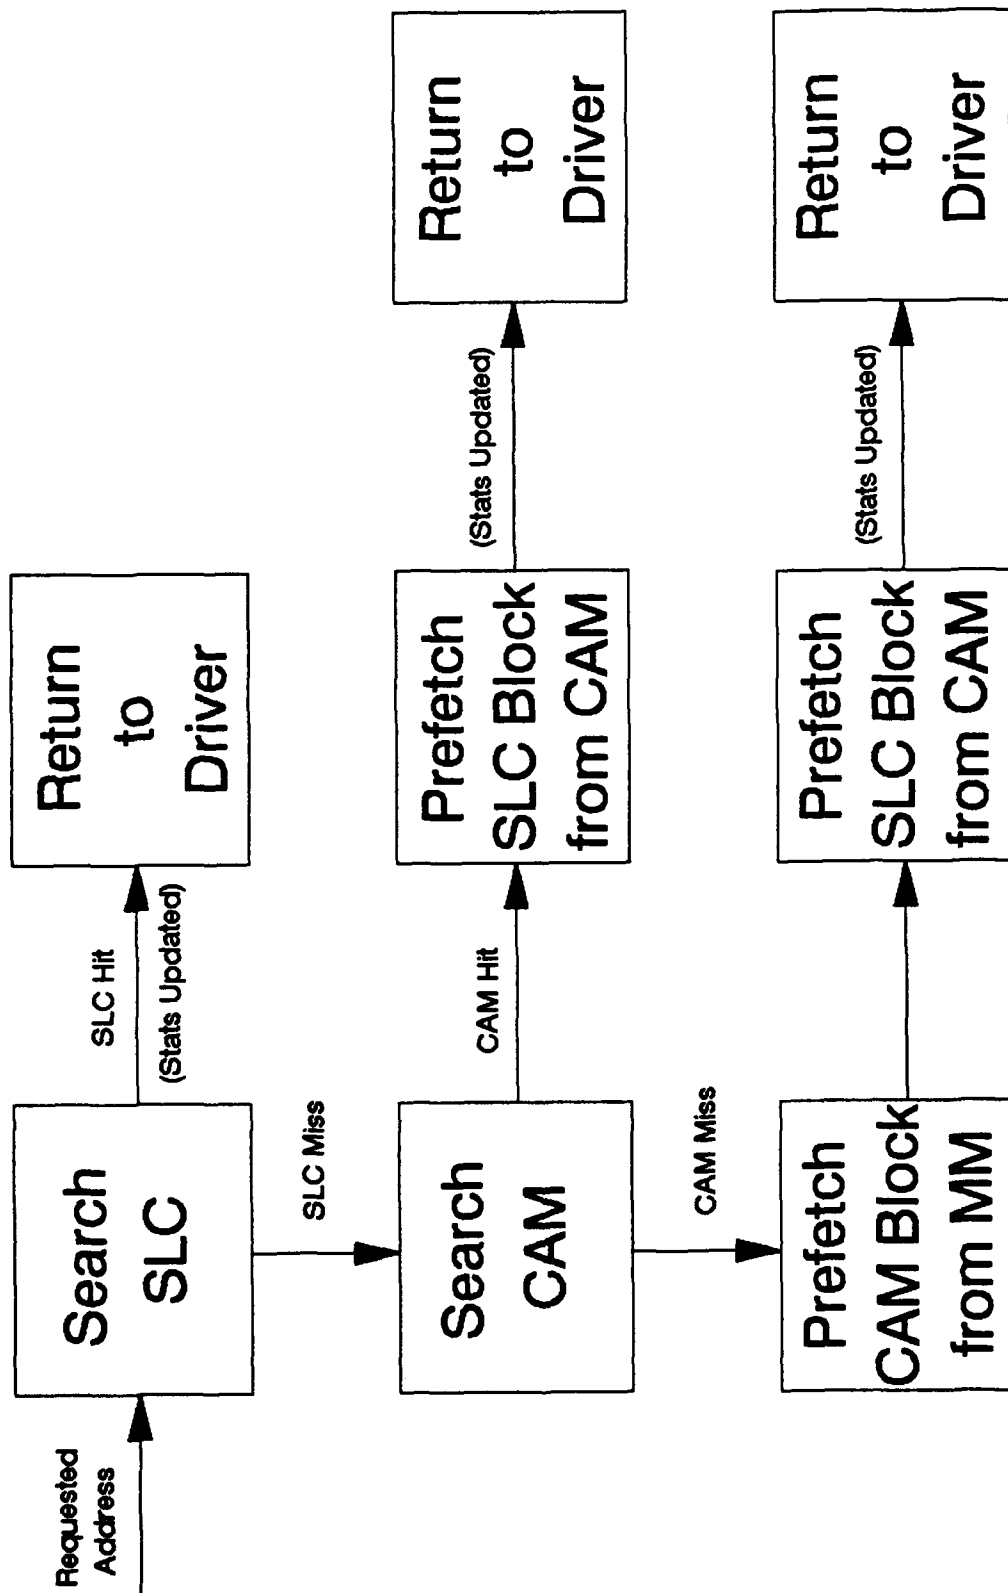 Requested
Address
Search
SLC
SLC Hit
(Stats Updated)
Return
to
Driver
SLC Miss
Search
CAM
CAM Hit
Prefetch
SLC Block
from CAM
(Stats Updated)
Return
to
Driver
CAM Miss
Prefetch
CAM Block
from MM
Prefetch
SLC Block
from CAM
(Stats Updated)
Return
to
Driver